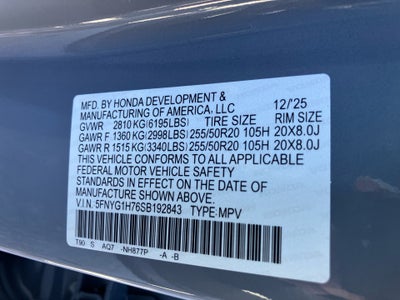 MFD. BY HONDA DEVELOPMENT &
MANUFACTURING OF AMERICA, LLC 12/'25
GVWR 2810 KG(6195LBS) TIRE SIZE RIM SIZE
GAWR F 1360 KG(2998LBS) 255/50R20 105H 20X8.0J
GAWR R 1515 KG(3340LBS) 255/50R20 105H 20X8.0J
THIS VEHICLE CONFORMS TO ALL APPLICABLE
FEDERAL MOTOR VEHICLE SAFETY
STANDARDS IN EFFECT ON THE DATE OF
MANUFACTURE SHOWN ABOVE.
V.I.N. 5FNYG1H76SB192843 TYPE:MPV
T90 S AQ7 -NH877P -A -B